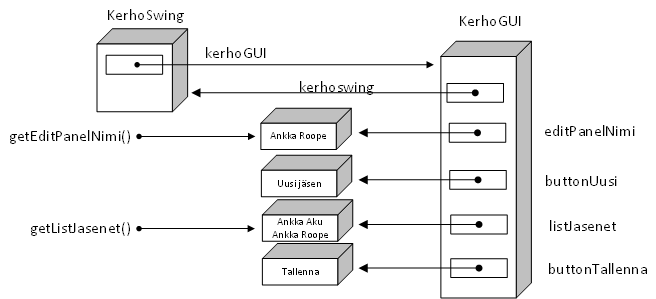 KerhoSwing
KerhoGUI
kerhoGUI
kerhoswing
getEditPanelNimi()
Ankka Roope
editPanelNimi
Uusi jäsen
buttonUusi
getListJasenet()
Ankka Aku
Ankka Roope
listJasenet
Tallenna
buttonTallenna